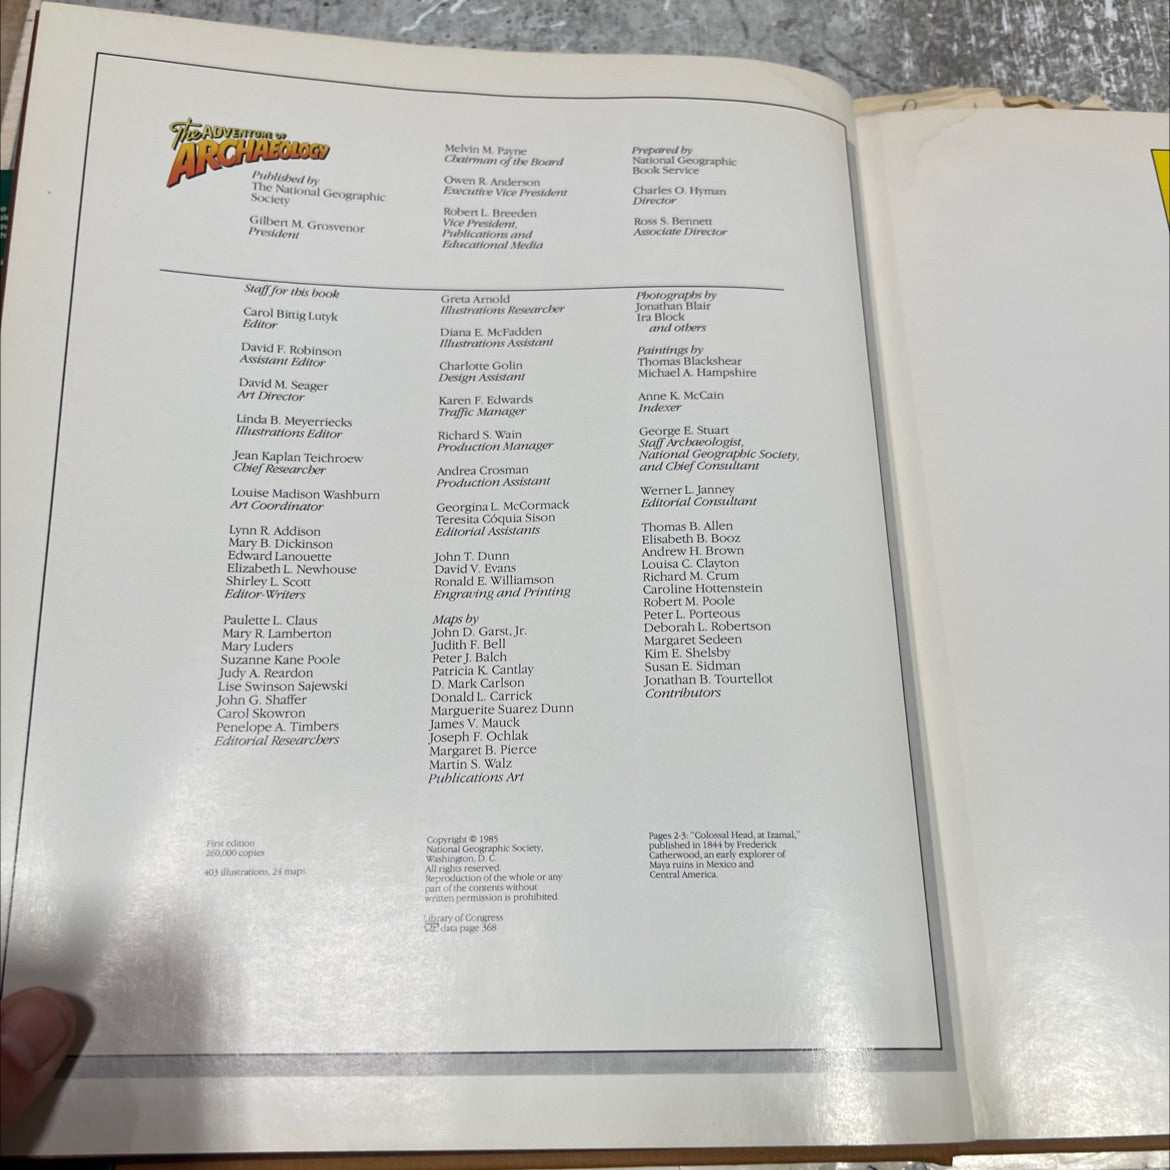 The ADVENTURE OF
ARCHAEOLOGY
Published by
The National Geographic
Society
Gilbert M. Grosvenor
President
Melvin M. Payne
Chairman of the Board
Owen R. Anderson
Executive Vice President
Robert L. Breeden
Vice President,
Publications and
Educational Media
Prepared by
National Geographic
Book Service
Charles O. Hyman
Director
Ross S. Bennett
Associate Director
Staff for this book
Carol Bittig Lutyk
Editor
David F. Robinson
Assistant Editor
David M. Seager
Art Director
Linda B. Meyerriecks
Illustrations Editor
Jean Kaplan Teichroew
Chief Researcher
Louise Madison Washburn
Art Coordinator
Lynn R. Addison
Mary B. Dickinson
Edward Lanouette
Elizabeth L. Newhouse
Shirley L. Scott
Editor-Writers
Paulette L. Claus
Mary R. Lamberton
Mary Luders
Suzanne Kane Poole
Judy A. Reardon
Lise Swinson Sajewski
John G. Shaffer
Carol Skowron
Penelope A. Timbers
Editorial Researchers
Greta Arnold
Illustrations Researcher
Diana E. McFadden
Illustrations Assistant
Charlotte Golin
Design Assistant
Karen F. Edwards
Traffic Manager
Richard S. Wain
Production Manager
Andrea Crosman
Production Assistant
Georgina L. McCormack
Teresita Cóquia Sison
Editorial Assistants
John T. Dunn
David V. Evans
Ronald E. Williamson
Engraving and Printing
Maps by
John D. Garst, Jr.
Judith F. Bell
Peter J. Balch
Patricia K. Cantlay
D. Mark Carlson
Donald L. Carrick
Marguerite Suarez Dunn
James V. Mauck
Joseph F. Ochlak
Margaret B. Pierce
Martin S. Walz
Publications Art
Photographs by
Jonathan Blair
Ira Block
and others
Paintings by
Thomas Blackshear
Michael A. Hampshire
Anne K. McCain
Indexer
George E. Stuart
Staff Archaeologist,
National Geographic Society,
and Chief Consultant
Werner L. Janney
Editorial Consultant
Thomas B. Allen
Elisabeth B. Booz
Andrew H. Brown
Louisa C. Clayton
Richard M. Crum
Caroline Hottenstein
Robert M. Poole
Peter L. Porteous
Deborah L. Robertson
Margaret Sedeen
Kim E. Shelsby
Susan E. Sidman
Jonathan B. Tourtellot
Contributors
First edition
260,000 copies
403 illustrations, 24 maps
Copyright © 1985
National Geographic Society,
Washington, D. C.
All rights reserved.
Reproduction of the whole or any
part of the contents without
written permission is prohibited.
Library of Congress
CIP data page 368
Pages 2-3: "Colossal Head, at Izamal,"
published in 1844 by Frederick
Catherwood, an early explorer of
Maya ruins in Mexico and
Central America.